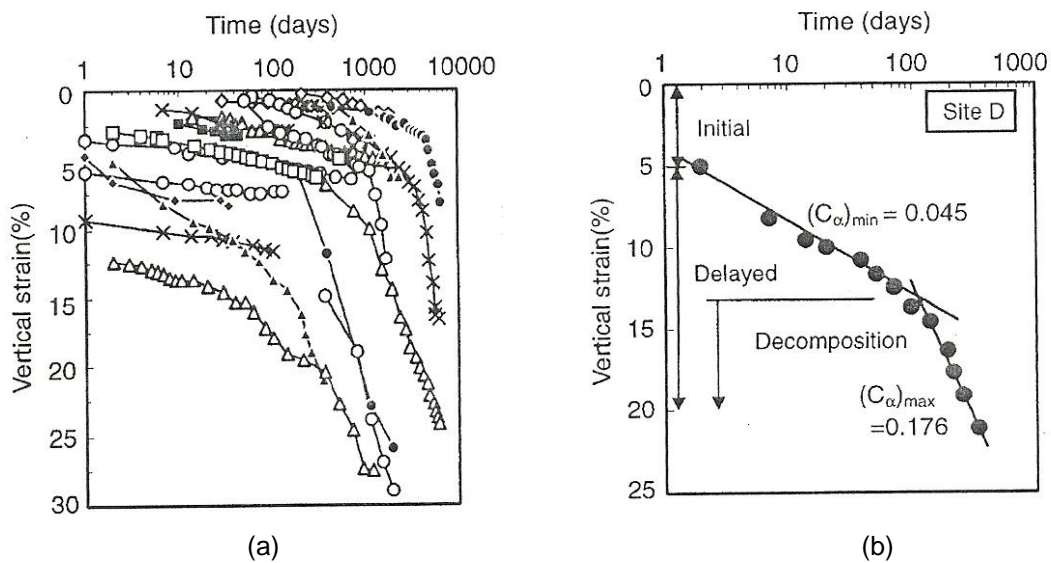 Time (days)
1 10 100 1000 10000
0
5
10
15
20
25
30
Vertical strain(%)
(a)
Time (days)
1 10 100 1000
0
5
10
15
20
25
Vertical strain(%)
Site D
Initial
(Cα)min = 0.045
Delayed
Decomposition
(Cα)max
=0.176
(b)